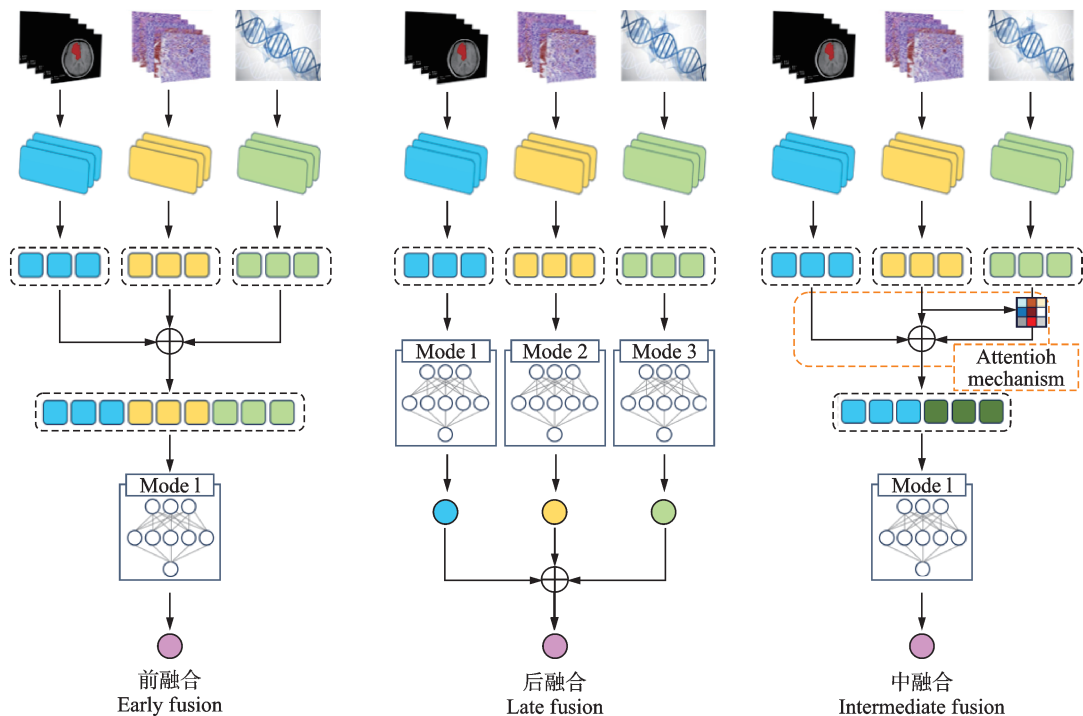 Mode 1
Mode 2
Mode 3
Attentioh
mechanism
Mode 1
Mode 1
前融合
Early fusion
后融合
Late fusion
中融合
Intermediate fusion